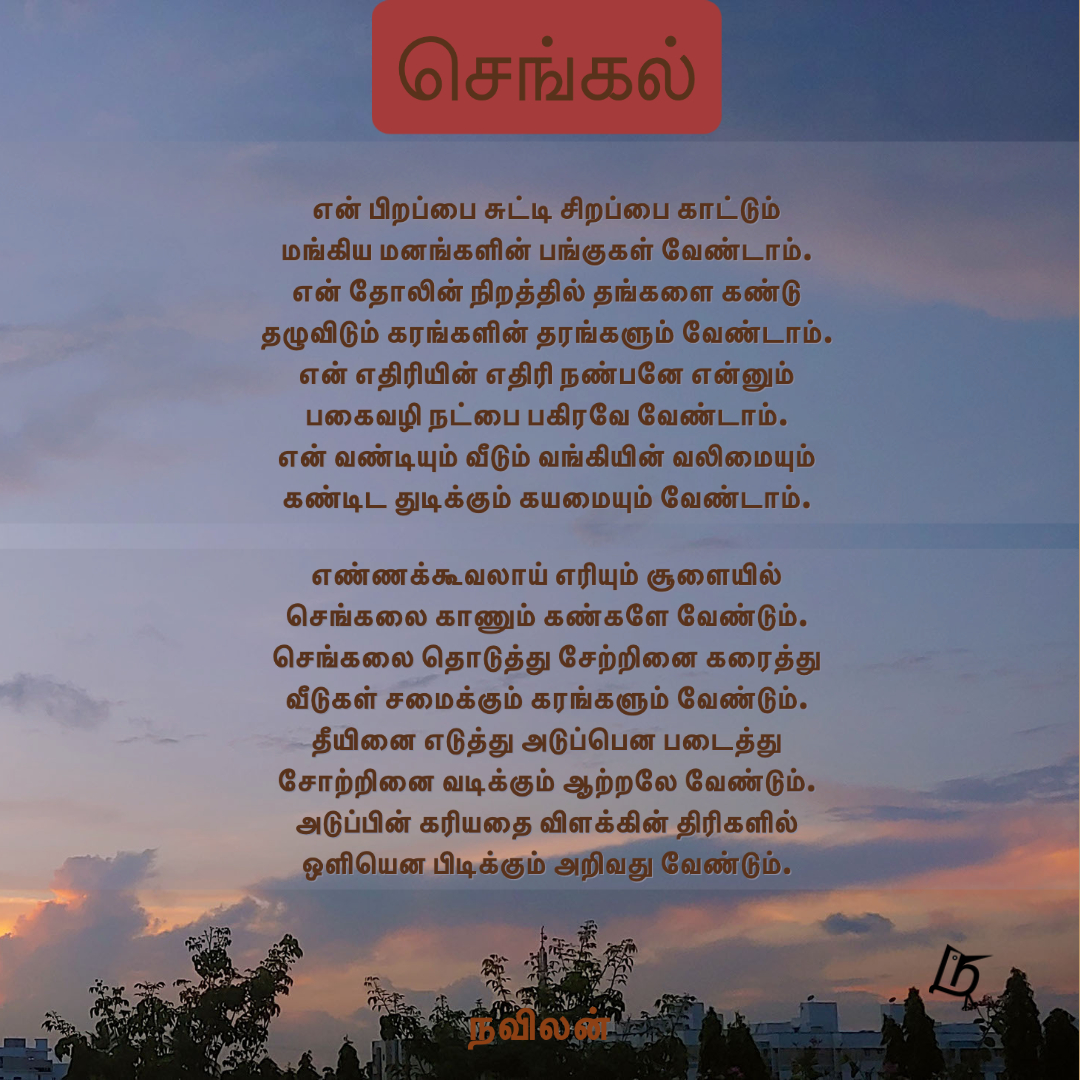 செங்கல்
என் பிறப்பை சுட்டி சிறப்பை காட்டும்
மங்கிய மனங்களின் பங்குகள் வேண்டாம்.
என் தோலின் நிறத்தில் தங்களை கண்டு
தழுவிடும் கரங்களின் தரங்களும் வேண்டாம்.
என் எதிரியின் எதிரி நண்பனே என்னும்
பகைவழி நட்பை பகிரவே வேண்டாம்.
என் வண்டியும் வீடும் வங்கியின் வலிமையும்
கண்டிட துடிக்கும் கயமையும் வேண்டாம்.
எண்ணக்கூவலாய் எரியும் சூளையில்
செங்கலை காணும் கண்களே வேண்டும்.
செங்கலை தொடுத்து சேற்றினை கரைத்து
வீடுகள் சமைக்கும் கரங்களும் வேண்டும்.
தீயினை எடுத்து அடுப்பென படைத்து
சோற்றினை வடிக்கும் ஆற்றலே வேண்டும்.
அடுப்பின் கரியதை விளக்கின் திரிகளில்
ஒளியென பிடிக்கும் அறிவது வேண்டும்.
ந
நவிலன்